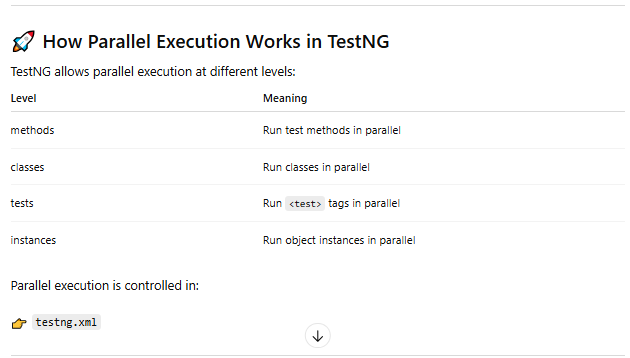 🚀 How Parallel Execution Works in TestNG
TestNG allows parallel execution at different levels:
Level Meaning
methods Run test methods in parallel
classes Run classes in parallel
tests Run <test> tags in parallel
instances Run object instances in parallel
Parallel execution is controlled in:
👉 testng.xml